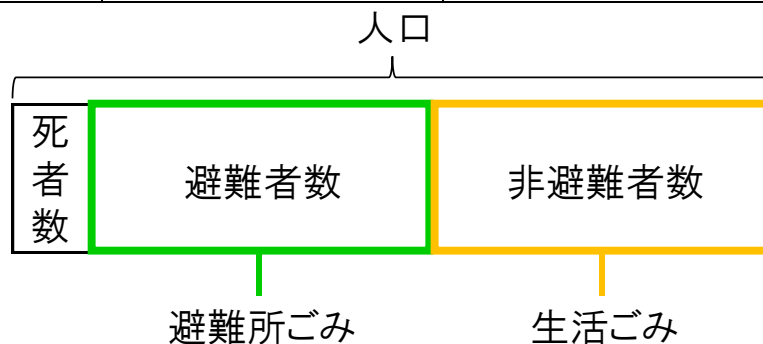 人口
死者数
避難者数
非避難者数
避難所ごみ
生活ごみ